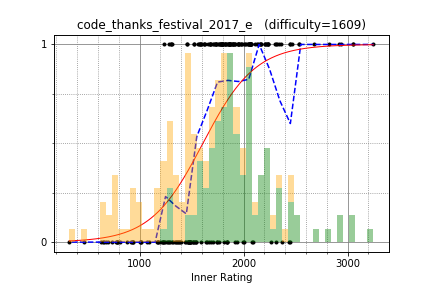 code_thanks_festival_2017_e (difficulty=1609)
1
0
1000 2000 3000
Inner Rating